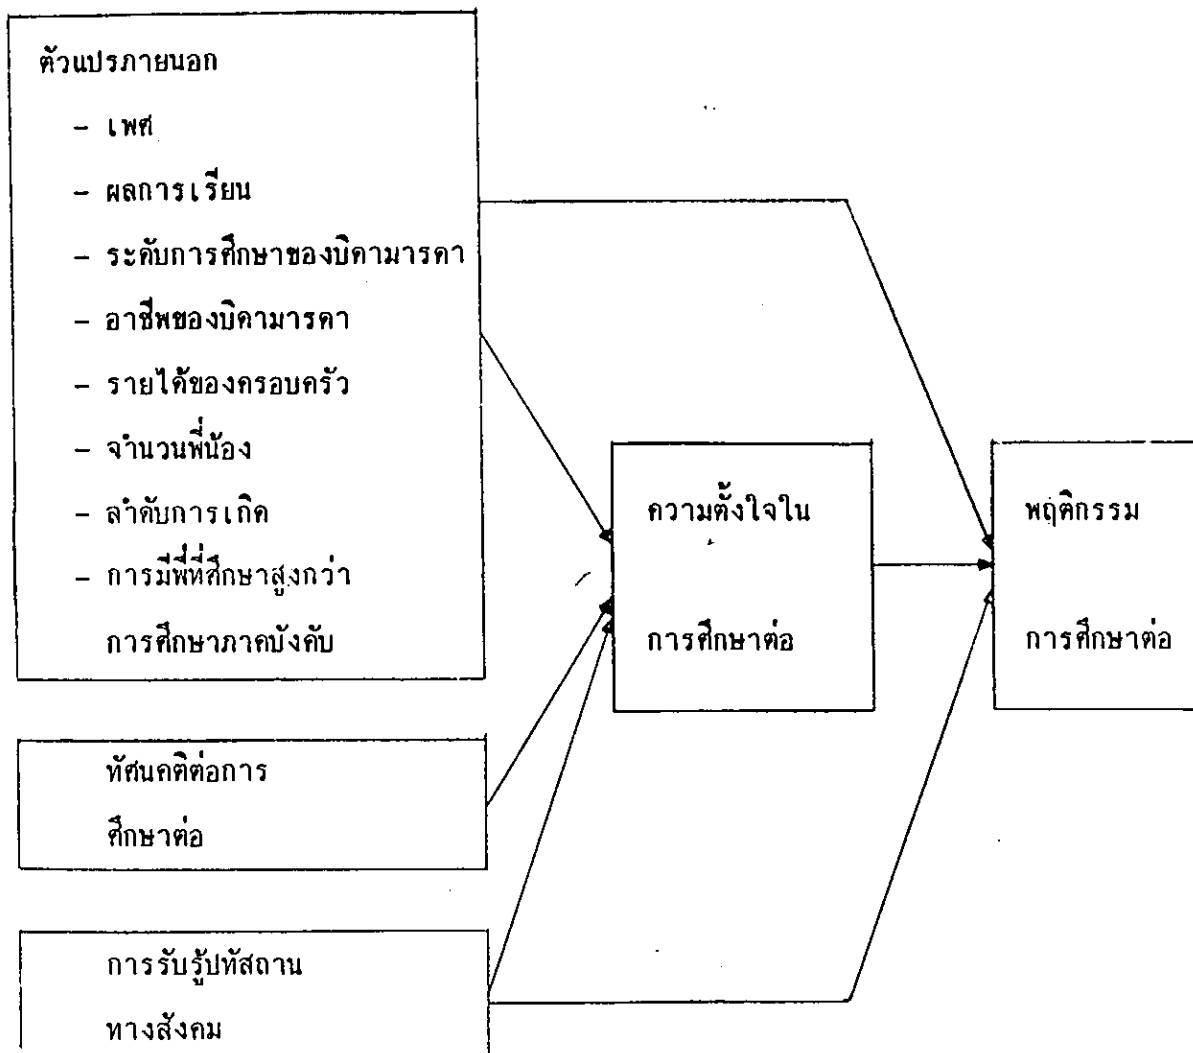 ตัวแปรภายนอก
- เพศ
- ผลการเรียน
- ระดับการศึกษาของบิดามารดา
- อาชีพของบิดามารดา
- รายได้ของครอบครัว
- จำนวนพี่น้อง
- ลำดับการเกิด
- การมีพี่ที่ศึกษาสูงกว่า
การศึกษาภาคบังคับ
ทัศนคติต่อการ
ศึกษาต่อ
การรับรู้ปทัสถาน
ทางสังคม
ความตั้งใจใน
การศึกษาต่อ
พฤติกรรม
การศึกษาต่อ